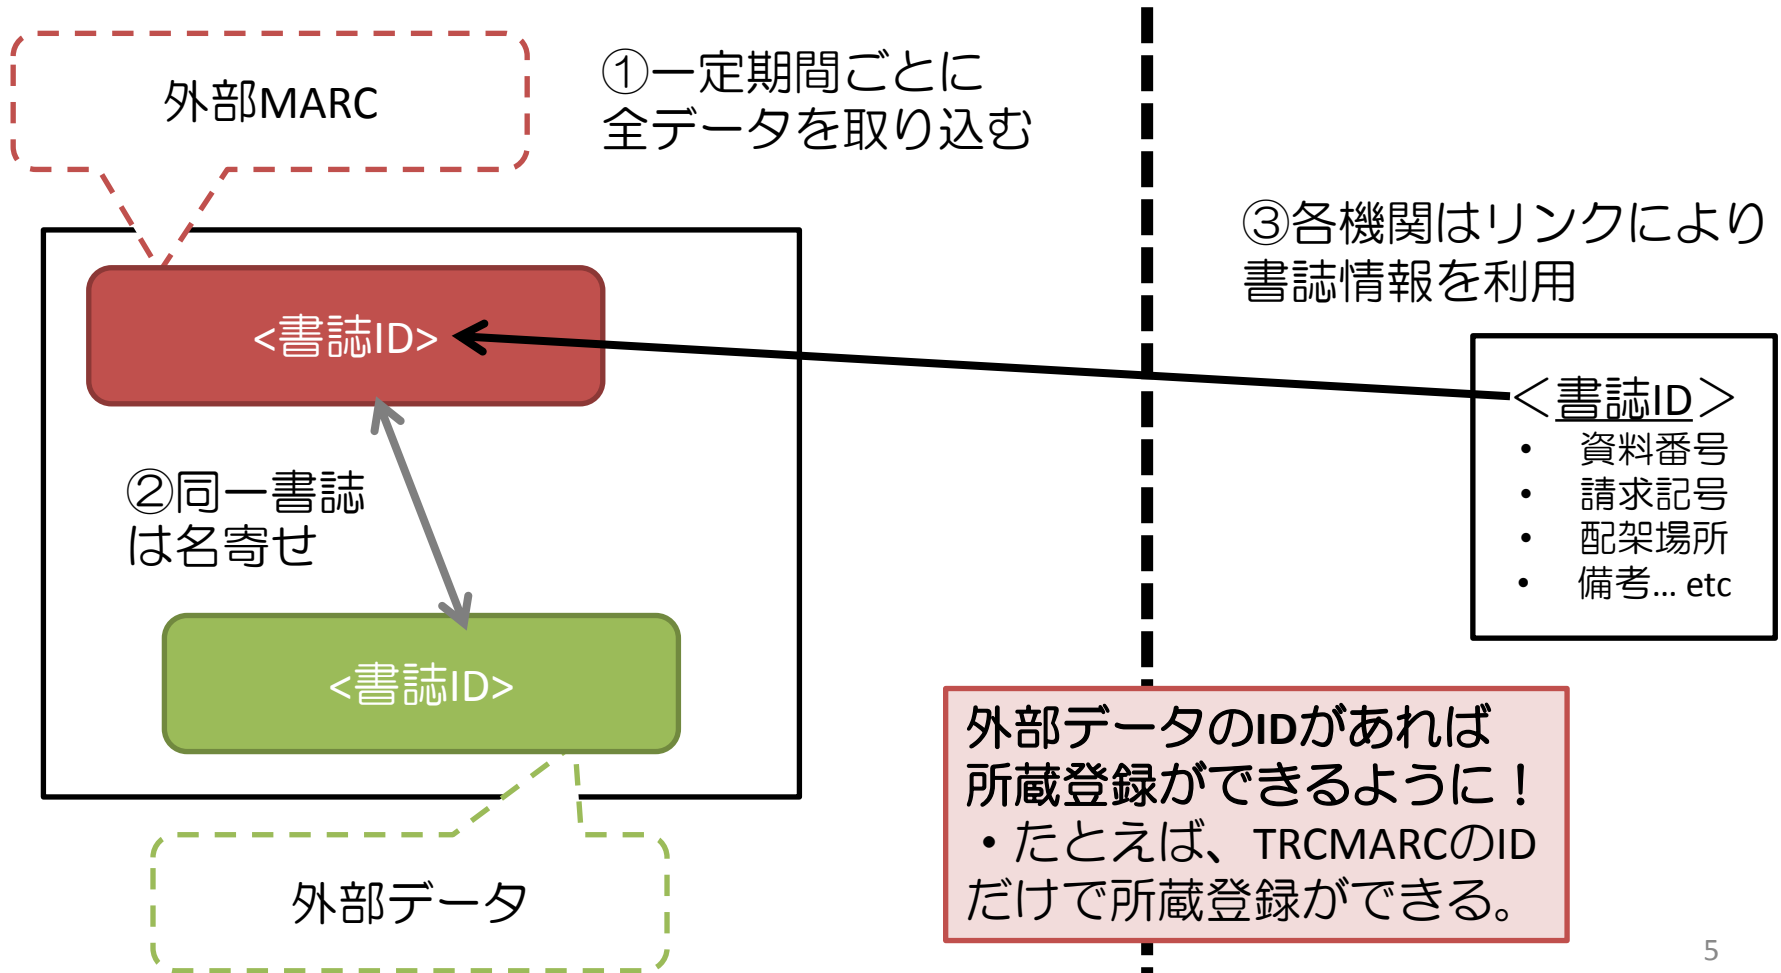 外部MARC
①一定期間ごとに
全データを取り込む
③各機関はリンクにより
書誌情報を利用
<書誌ID>
②同一書誌
は名寄せ
<書誌ID>
外部データ
＜書誌ID＞
• 資料番号
• 請求記号
• 配架場所
• 備考... etc
外部データのIDがあれば
所蔵登録ができるように！
・たとえば、TRCMARCのID
だけで所蔵登録ができる。
5